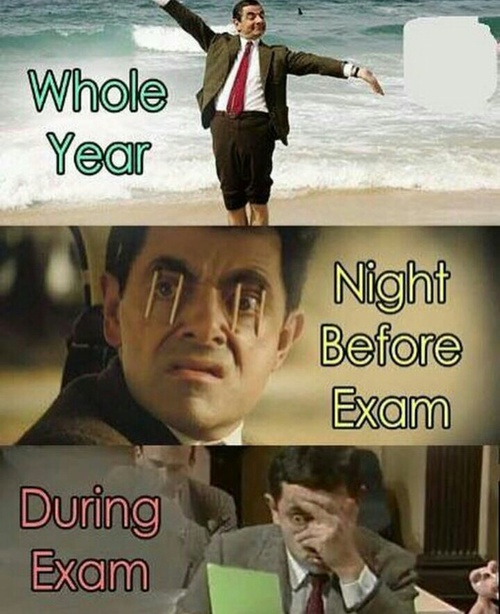 Whole
Year
Night
Before
Exam
During
Exam